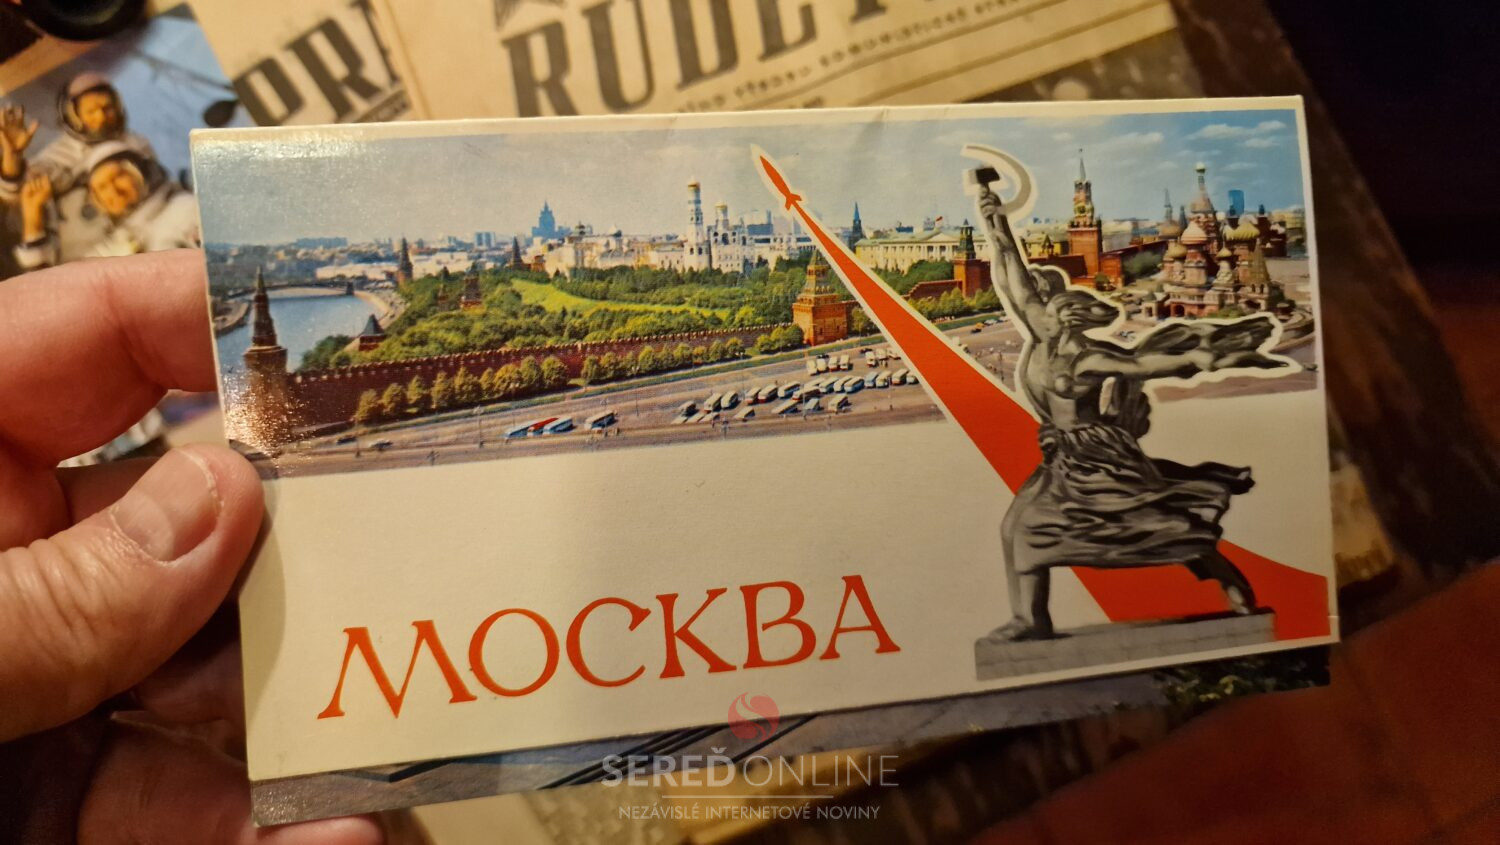 RUDÉ P
МОСКВА
SEREĎONLINE
NEZÁVISLÉ INTERNETOVÉ NOVINY